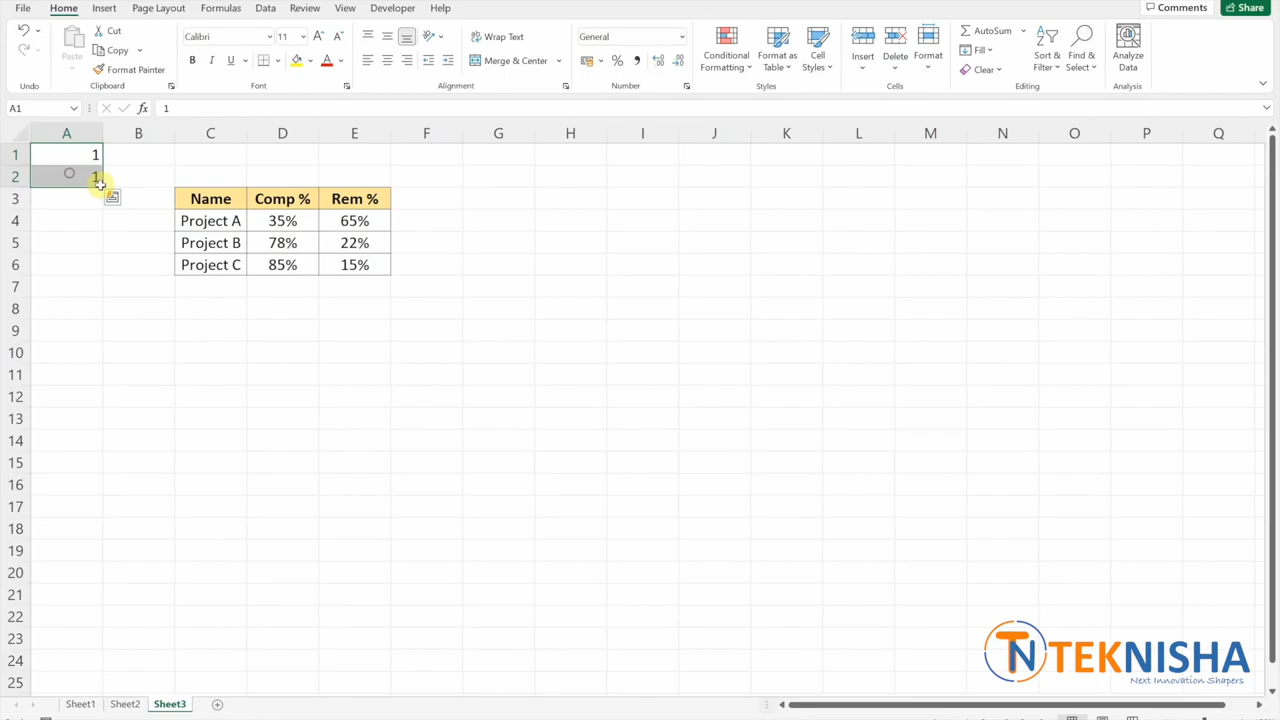 File Home Insert Page Layout Formulas Data Review View Developer Help Comments Share
Cut
Copy
Format Painter
Paste
Undo Clipboard
Calibri 11
B I U
Font
Wrap Text
Merge & Center
Alignment
General
Number
Conditional Formatting
Format as Table
Cell Styles
Styles
Insert Delete Format
Cells
AutoSum
Fill
Clear
Sort & Filter
Find & Select
Editing
Analyze Data
Analysis
A1 fx 1
A B C D E F G H I J K L M N O P Q
1 1
2 1
3 Name Comp % Rem %
4 Project A 35% 65%
5 Project B 78% 22%
6 Project C 85% 15%
7
8
9
10
11
12
13
14
15
16
17
18
19
20
21
22
23
24
25
TN TEKNISHA
Next Innovation Shapers
Sheet1 Sheet2 Sheet3